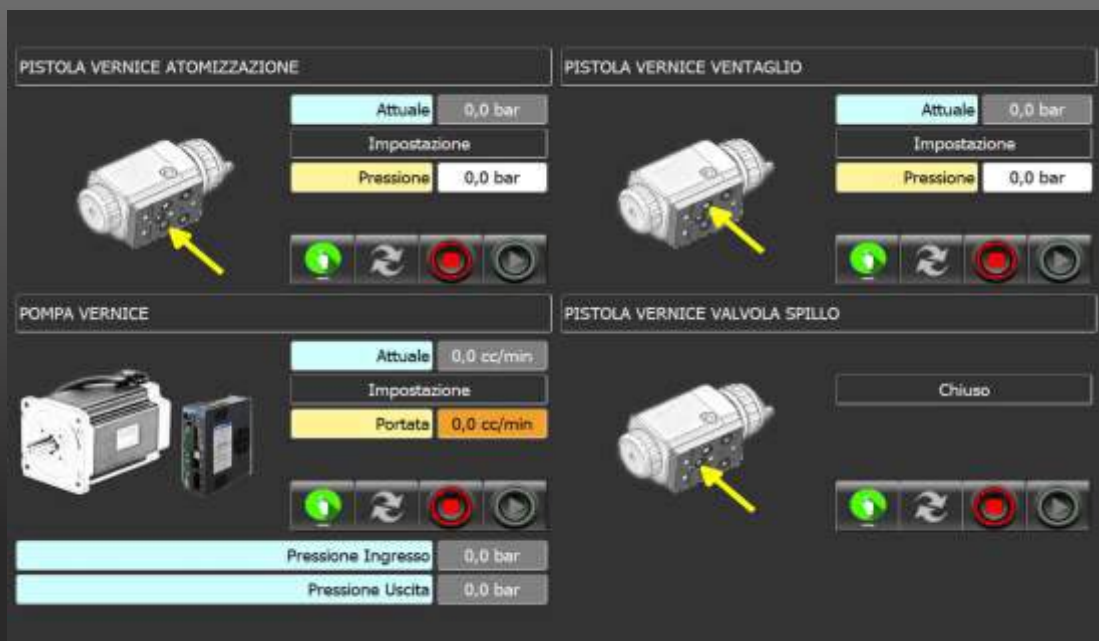 PISTOLA VERNICE ATOMIZZAZIONE
Attuale 0,0 bar
Impostazione
Pressione 0,0 bar
PISTOLA VERNICE VENTAGLIO
Attuale 0,0 bar
Impostazione
Pressione 0,0 bar
POMPA VERNICE
Attuale 0,0 cc/min
Impostazione
Portata 0,0 cc/min
Pressione Ingresso 0,0 bar
Pressione Uscita 0,0 bar
PISTOLA VERNICE VALVOLA SPILLO
Chiuso